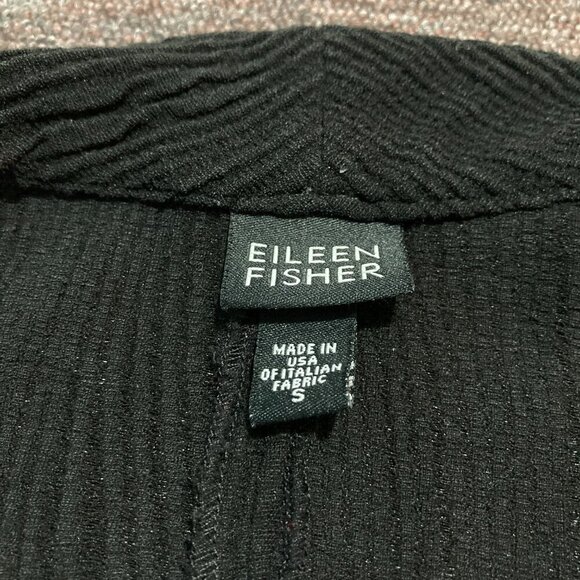 EILEEN
FISHER
MADE IN
USA
OF ITALIAN
FABRIC
S